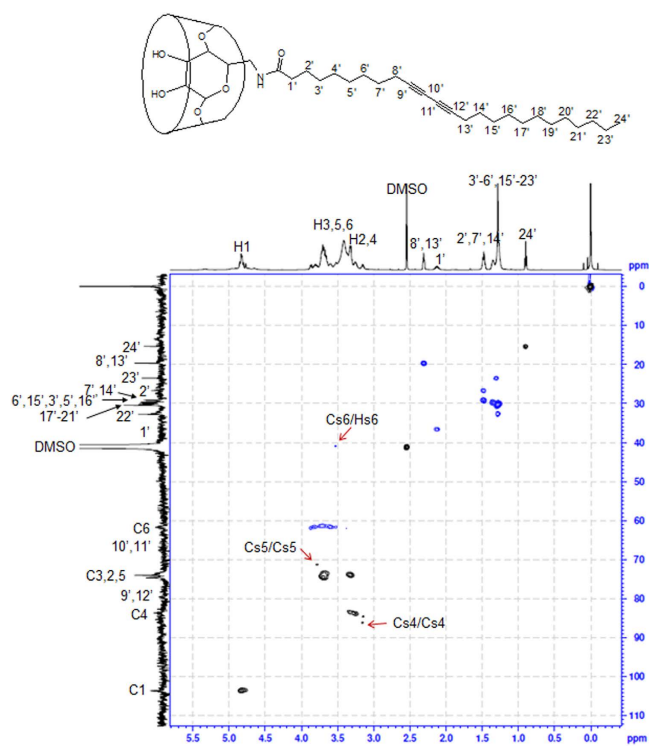 O
HO
O
HO
O
O
N
H
O
1'
2'
3'
4'
5'
6'
7'
8'
9'
10'
11'
12'
13'
14'
15'
16'
17'
18'
19'
20'
21'
22'
23'
24'
DMSO
3'-6',15'-23'
H3,5,6
H1
H2,4
8',13'
1'
2',7',14'
24'
ppm
24'
8',13'
23'
7',14'
2'
6',15',3',5',16'
17'-21'
22'
1'
DMSO
C6
10',11'
C3,2,5
9',12'
C4
C1
Cs6/Hs6
Cs5/Cs5
Cs4/Cs4
0
10
20
30
40
50
60
70
80
90
100
110
5.5 5.0 4.5 4.0 3.5 3.0 2.5 2.0 1.5 1.0 0.5 0.0 ppm